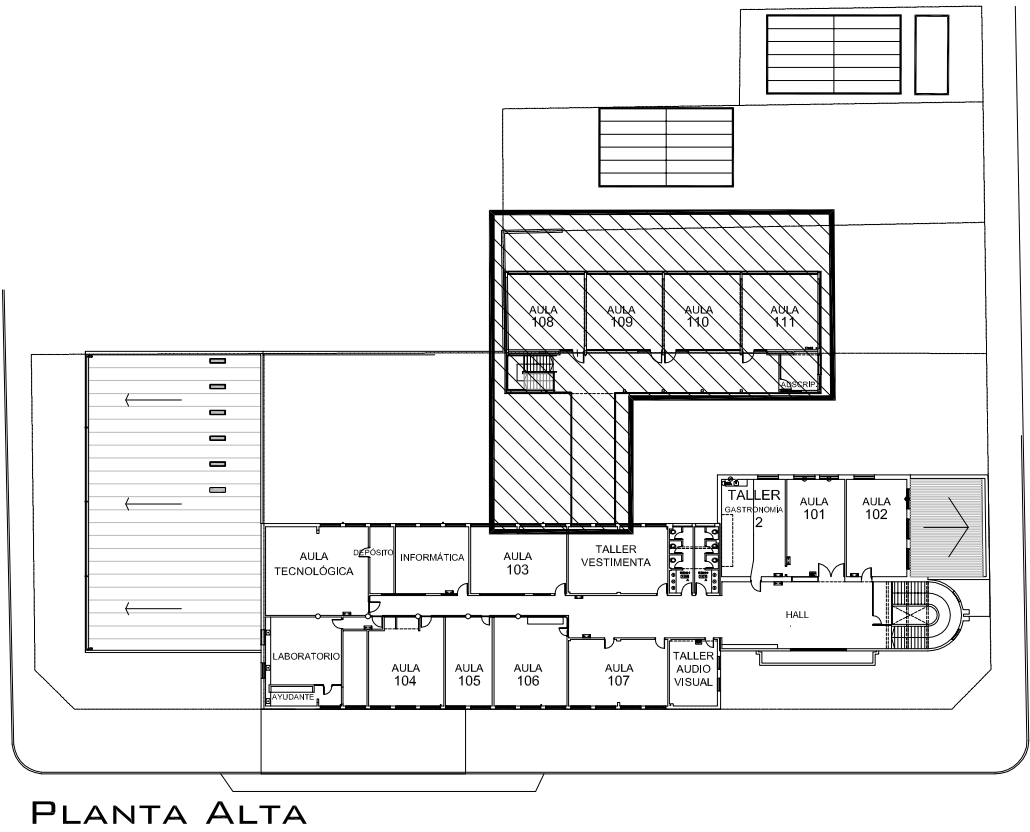 AULA
108
AULA
109
AULA
110
AULA
111
ADSCRIP.
TALLER
GASTRONOMÍA
2
AULA
101
AULA
102
AULA
TECNOLÓGICA
DEPÓSITO
INFORMÁTICA
AULA
103
TALLER
VESTIMENTA
HALL
LABORATORIO
AYUDANTE
AULA
104
AULA
105
AULA
106
AULA
107
TALLER
AUDIO
VISUAL
PLANTA ALTA